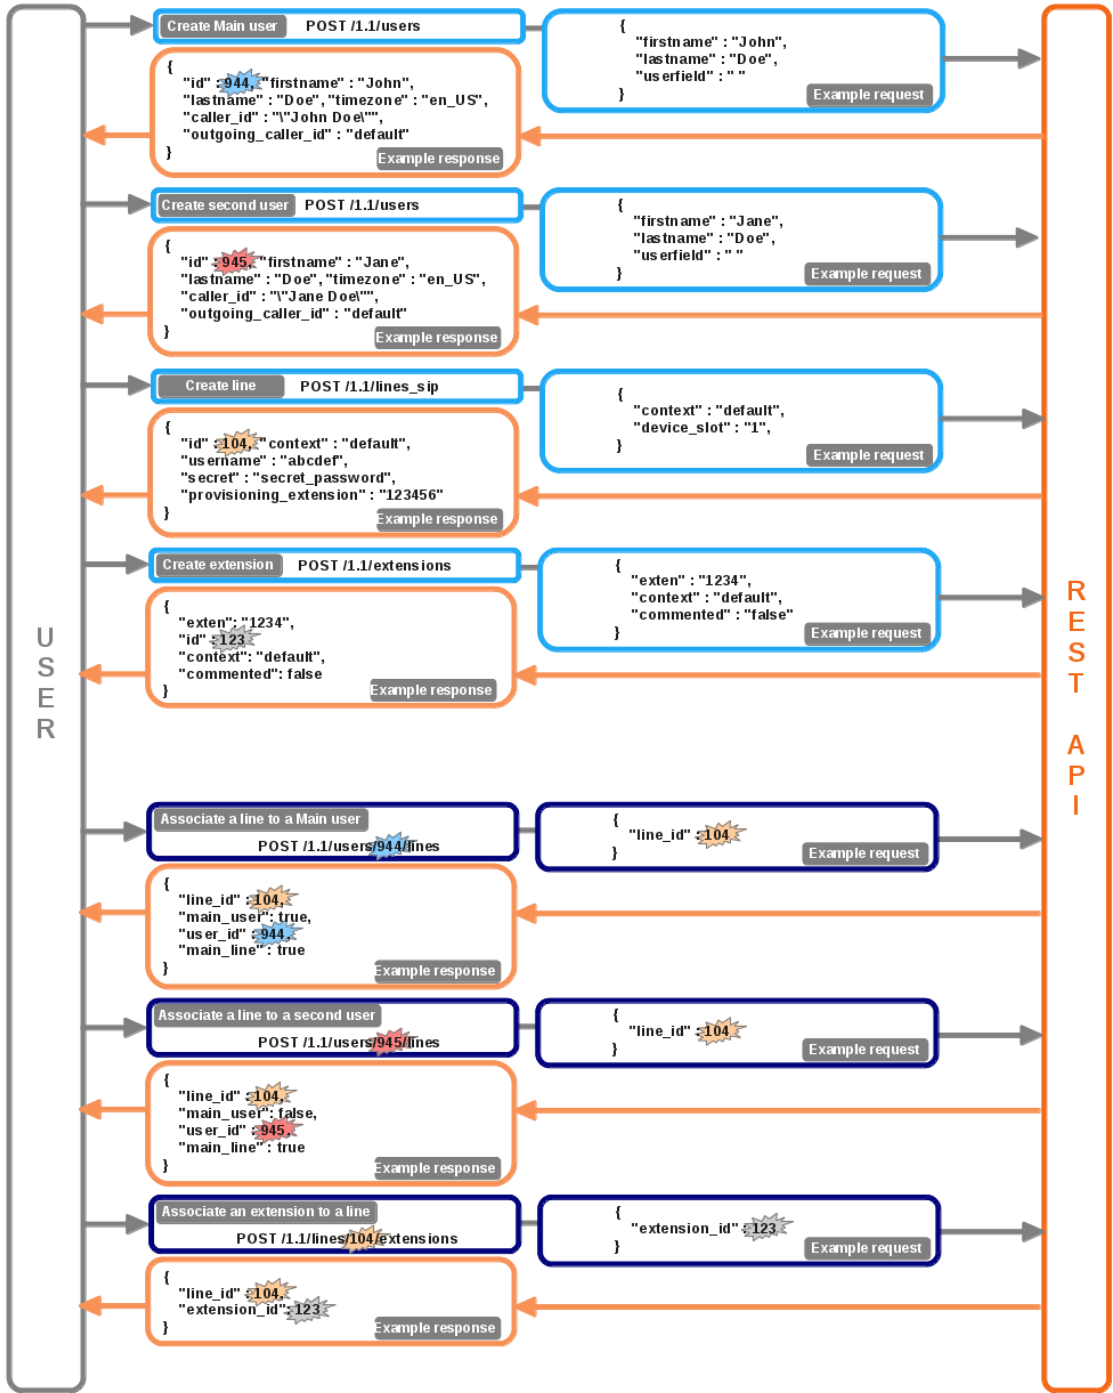 Create Main user POST /1.1/users
{
"firstname" : "John",
"lastname" : "Doe",
"userfield" : " "
}
Example request
{
"id" : 944, "firstname" : "John",
"lastname" : "Doe", "timezone" : "en_US",
"caller_id" : "\"John Doe\"",
"outgoing_caller_id" : "default"
}
Example response
Create second user POST /1.1/users
{
"firstname" : "Jane",
"lastname" : "Doe",
"userfield" : " "
}
Example request
{
"id" : 945, "firstname" : "Jane",
"lastname" : "Doe", "timezone" : "en_US",
"caller_id" : "\"Jane Doe\"",
"outgoing_caller_id" : "default"
}
Example response
Create line POST /1.1/lines_sip
{
"context" : "default",
"device_slot" : "1",
}
Example request
{
"id" : 104, "context" : "default",
"username" : "abcdef",
"secret" : "secret_password",
"provisioning_extension" : "123456"
}
Example response
Create extension POST /1.1/extensions
{
"exten" : "1234",
"context" : "default",
"commented" : "false"
}
Example request
{
"exten": "1234",
"id" : 123
"context": "default",
"commented": false
}
Example response
USER
REST API
Associate a line to a Main user
POST /1.1/users/944/lines
{
"line_id" : 104
}
Example request
{
"line_id" : 104,
"main_user": true,
"user_id" : 944,
"main_line" : true
}
Example response
Associate a line to a second user
POST /1.1/users/945/lines
{
"line_id" : 104
}
Example request
{
"line_id" : 104,
"main_user": false,
"user_id" : 945,
"main_line" : true
}
Example response
Associate an extension to a line
POST /1.1/lines/104/extensions
{
"extension_id" : 123
}
Example request
{
"line_id" : 104,
"extension_id": 123
}
Example response